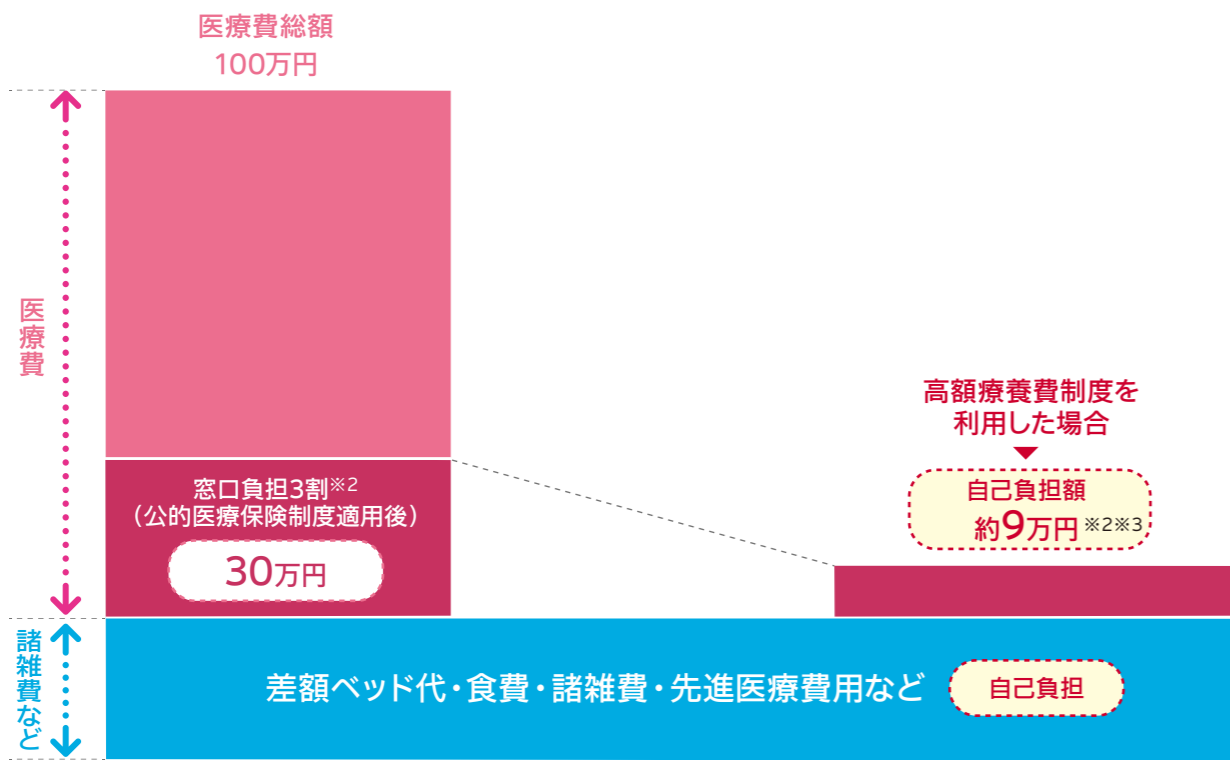 医療費総額
100万円
医療費
窓口負担3割※2
（公的医療保険制度適用後）
30万円
高額療養費制度を
利用した場合
自己負担額
約9万円※2※3
諸雑費など
差額ベッド代・食費・諸雑費・先進医療費用など
自己負担